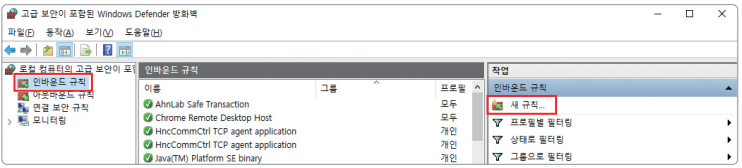 고급 보안이 포함된 Windows Defender 방화벽
파일(F) 동작(A) 보기(V) 도움말(H)
로컬 컴퓨터의 고급 보안이 포함
인바운드 규칙
아웃바운드 규칙
연결 보안 규칙
모니터링
인바운드 규칙
이름 그룹 프로필
AhnLab Safe Transaction 모두
Chrome Remote Desktop Host 모두
HncCommCtrl TCP agent application 개인
HncCommCtrl TCP agent application 개인
Java(TM) Platform SE binary 개인
작업
인바운드 규칙
새 규칙...
프로필별 필터링
상태로 필터링
그룹으로 필터링